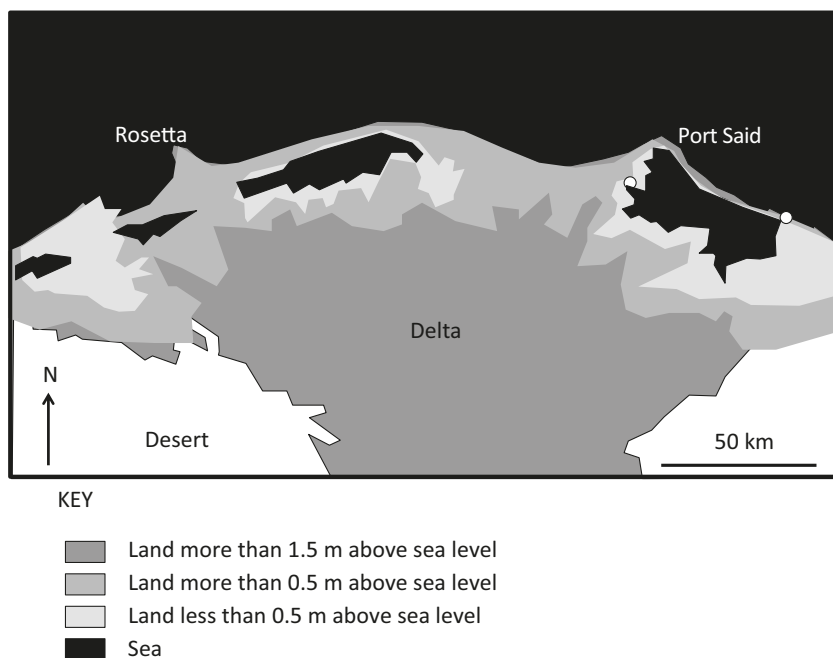 Rosetta
Port Said
Delta
N
Desert
50 km
KEY
Land more than 1.5 m above sea level
Land more than 0.5 m above sea level
Land less than 0.5 m above sea level
Sea